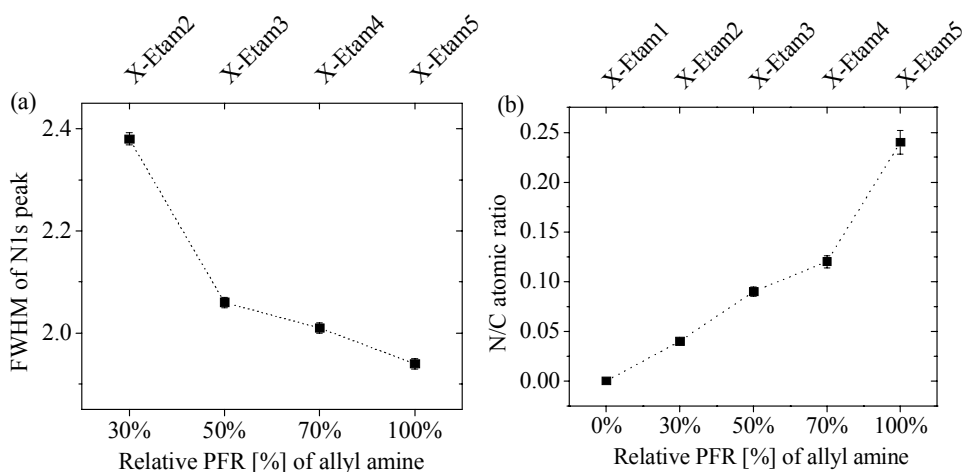 X-Etam2
X-Etam3
X-Etam4
X-Etam5
(a)
FWHM of N1s peak
2.4
2.2
2.0
30%
50%
70%
100%
Relative PFR [%] of allyl amine
X-Etam1
X-Etam2
X-Etam3
X-Etam4
X-Etam5
(b)
N/C atomic ratio
0.25
0.20
0.15
0.10
0.05
0.00
0%
30%
50%
70%
100%
Relative PFR [%] of allyl amine